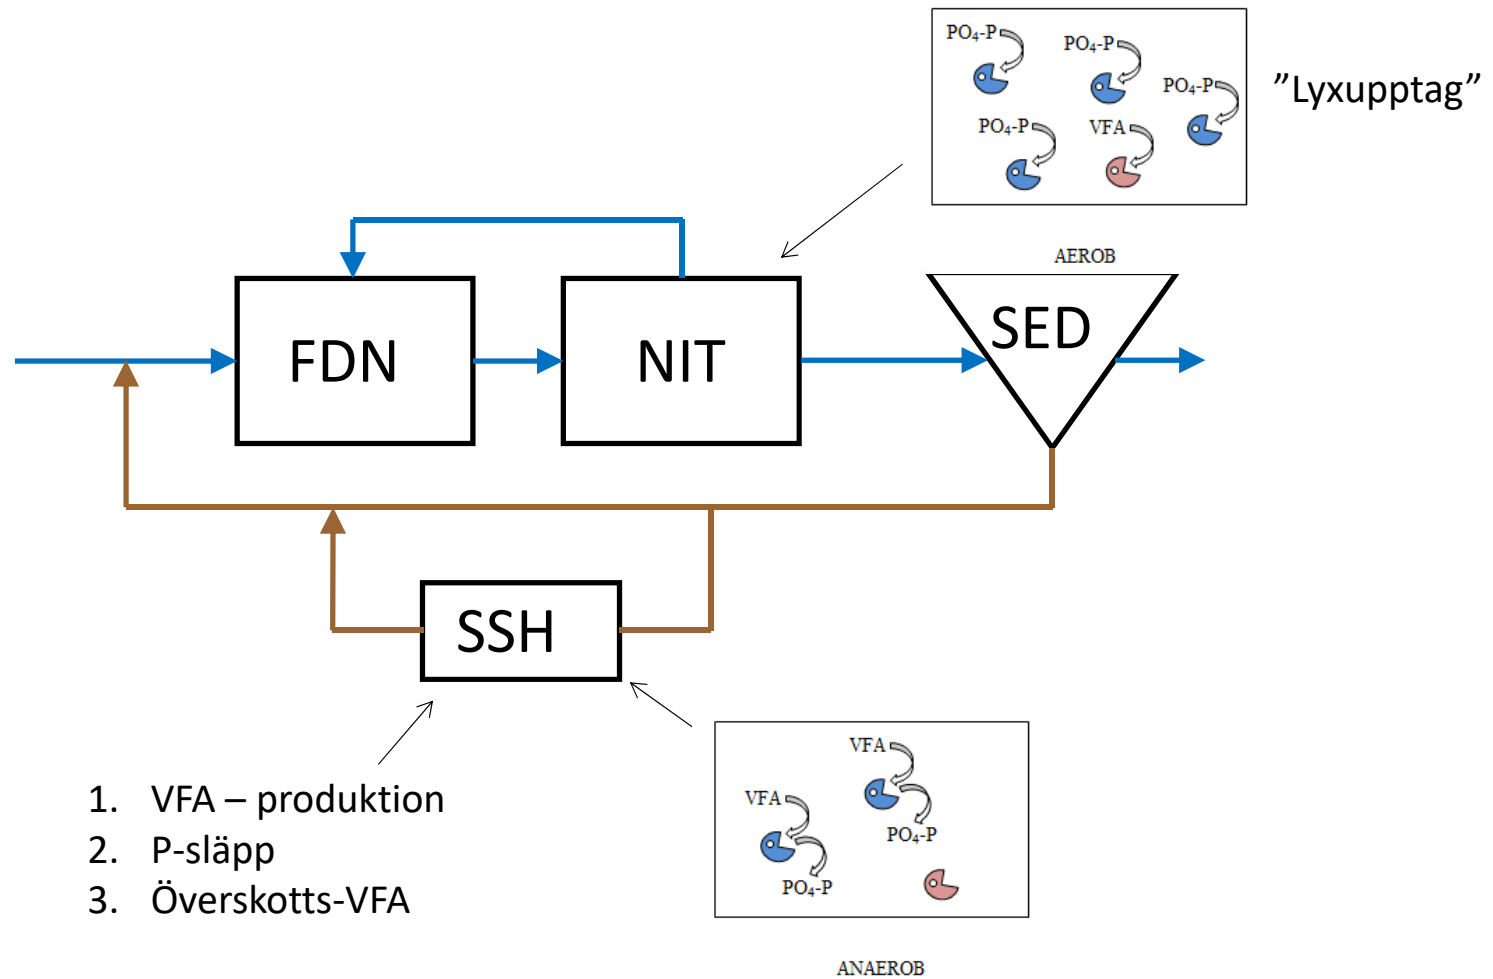 PO₄-P
PO₄-P
PO₄-P
PO₄-P
VFA
”Lyxupptag”
AEROB
FDN
NIT
SED
SSH
1. VFA – produktion
2. P-släpp
3. Överskotts-VFA
VFA
VFA
PO₄-P
PO₄-P
ANAEROB